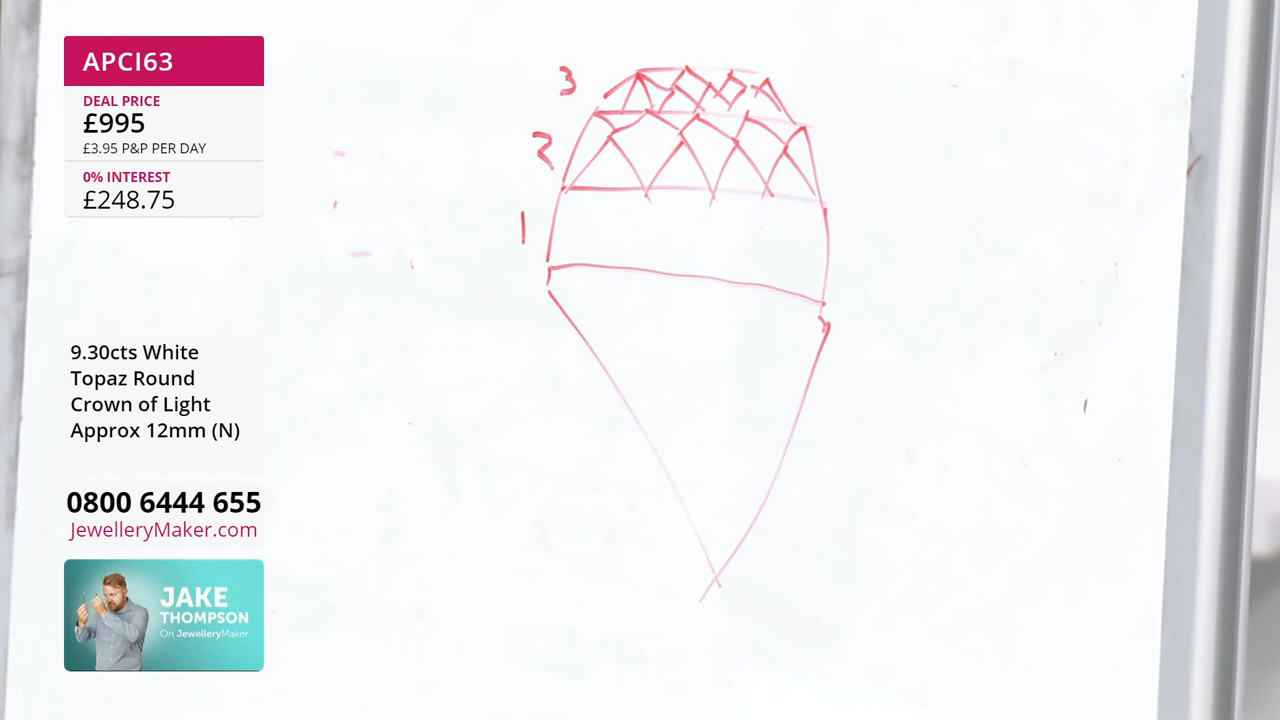 APCI63
DEAL PRICE
£995
£3.95 P&P PER DAY
0% INTEREST
£248.75
9.30cts White
Topaz Round
Crown of Light
Approx 12mm (N)
0800 6444 655
JewelleryMaker.com
JAKE
THOMPSON
On JewelleryMaker
3
2
1